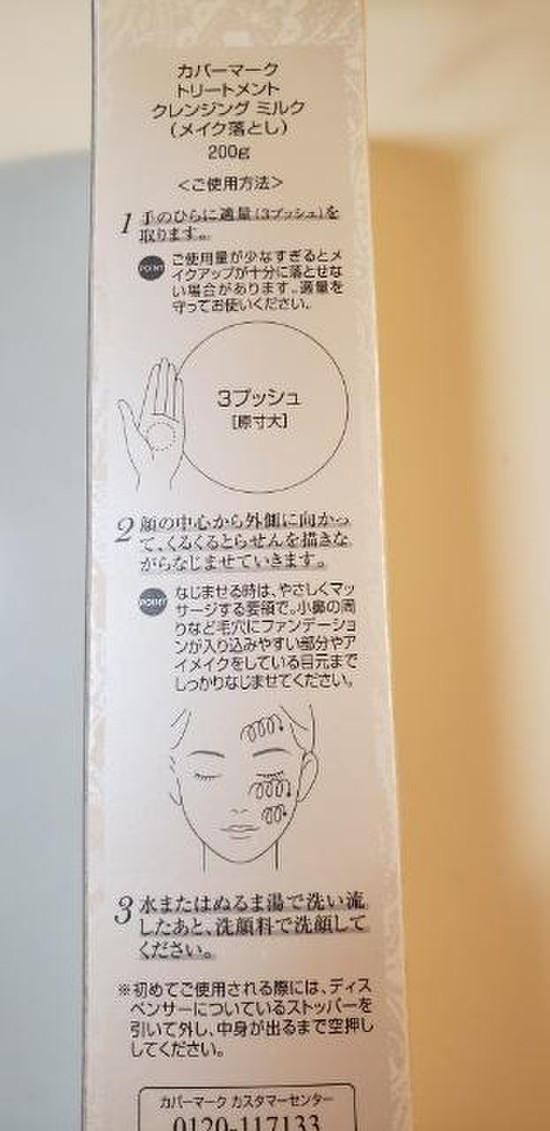 カバーマーク
トリートメント
クレンジング ミルク
(メイク落とし)
200g
<ご使用方法>
1 手のひらに適量(3プッシュ)を
取ります。
POINT ご使用量が少なすぎるとメ
イクアップが十分に落とせな
い場合があります。適量を
守ってお使いください。
3プッシュ
[原寸大]
2 顔の中心から外側に向かっ
て、くるくるとらせんを描きな
がらなじませていきます。
POINT なじませる時は、やさしくマッ
サージする要領で。小鼻の周
りなど毛穴にファンデーショ
ンが入り込みやすい部分やア
イメイクをしている目元まで
しっかりなじませてください。
3 水またはぬるま湯で洗い流
したあと、洗顔料で洗顔して
ください。
※初めてご使用される際には、ディス
ペンサーについているストッパーを
引いて外し、中身が出るまで空押し
してください。
カバーマーク カスタマーセンター
0120-117133